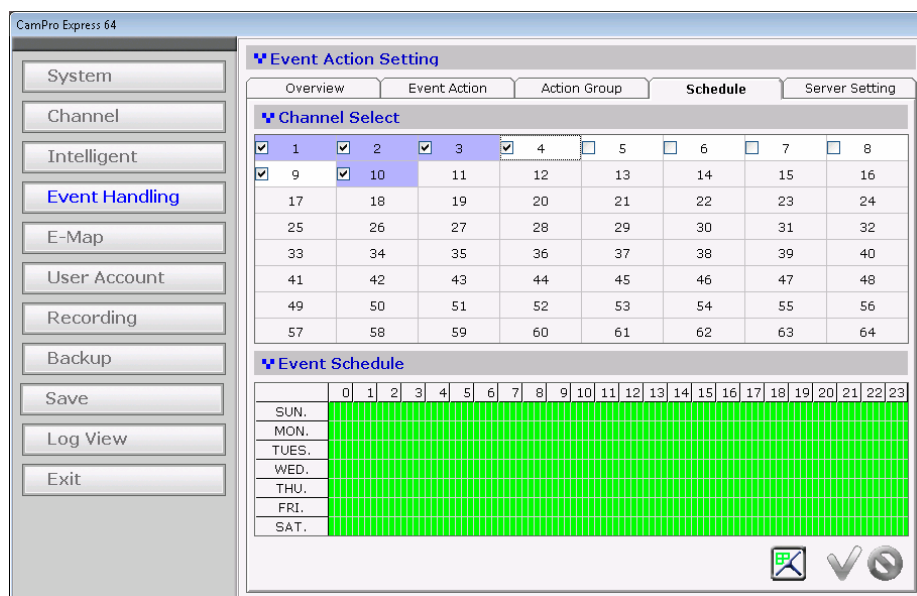 CamPro Express 64
Event Action Setting
System
Channel
Intelligent
Event Handling
E-Map
User Account
Recording
Backup
Save
Log View
Exit
Overview Event Action Action Group Schedule Server Setting
Channel Select
1 2 3 4 5 6 7 8
9 10 11 12 13 14 15 16
17 18 19 20 21 22 23 24
25 26 27 28 29 30 31 32
33 34 35 36 37 38 39 40
41 42 43 44 45 46 47 48
49 50 51 52 53 54 55 56
57 58 59 60 61 62 63 64
Event Schedule
0 1 2 3 4 5 6 7 8 9 10 11 12 13 14 15 16 17 18 19 20 21 22 23
SUN.
MON.
TUES.
WED.
THU.
FRI.
SAT.